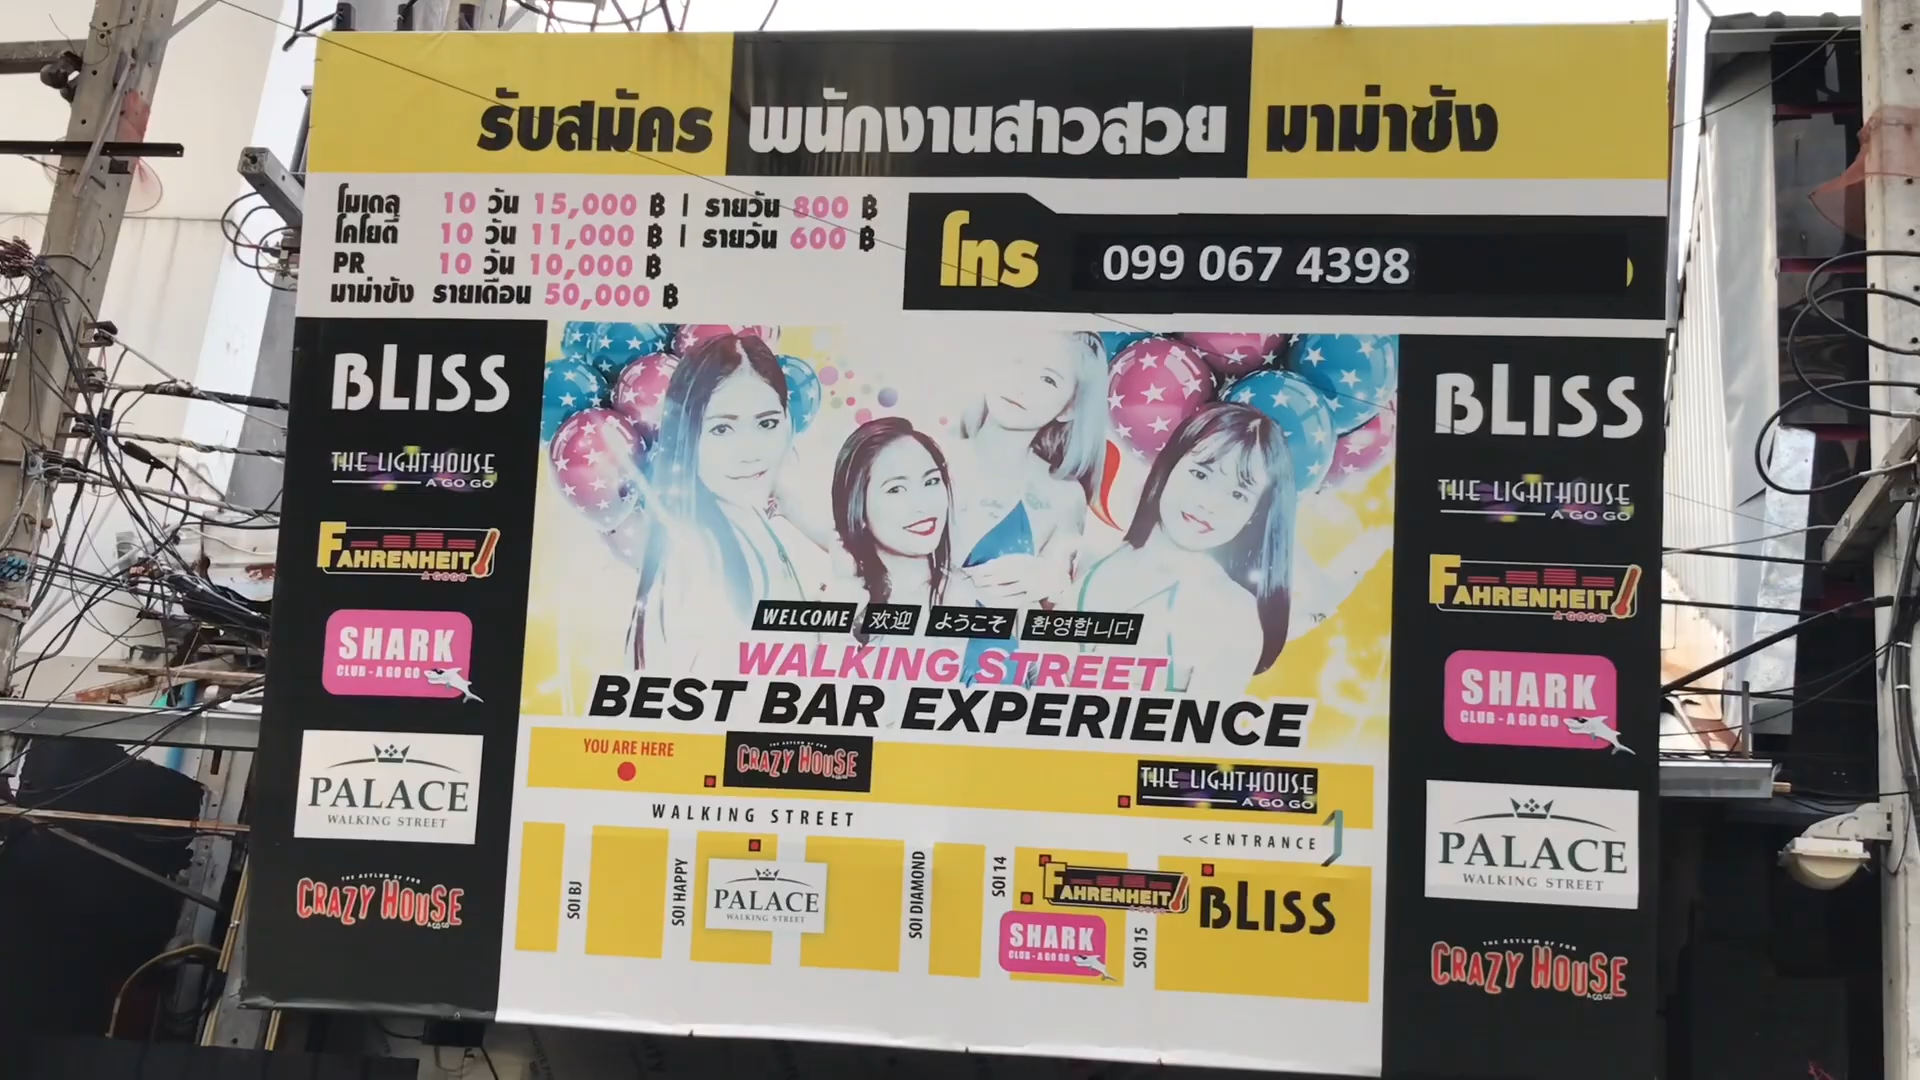 รับสมัคร พนักงานสาวสวย มาม่าซัง
โมเดล 10 วัน 15,000 ฿ | รายวัน 800 ฿
โคโยตี้ 10 วัน 11,000 ฿ | รายวัน 600 ฿
PR 10 วัน 10,000 ฿
มาม่าซัง รายเดือน 50,000 ฿
โทร 099 067 4398
BLISS
THE LIGHTHOUSE
A GO GO
FAHRENHEIT
A GOGO
SHARK
CLUB - A GO GO
PALACE
WALKING STREET
THE ASYLUM OF FUN
CRAZY HOUSE
A GO GO
WELCOME 欢迎 ようこそ 환영합니다
WALKING STREET
BEST BAR EXPERIENCE
YOU ARE HERE
THE ASYLUM OF FUN
CRAZY HOUSE
A GO GO
THE LIGHTHOUSE
A GO GO
WALKING STREET
<<ENTRANCE
SOI BJ
SOI HAPPY
PALACE
WALKING STREET
SOI DIAMOND
SOI 14
FAHRENHEIT
A GOGO
SHARK
CLUB - A GO GO
SOI 15
BLISS
BLISS
THE LIGHTHOUSE
A GO GO
FAHRENHEIT
A GOGO
SHARK
CLUB - A GO GO
PALACE
WALKING STREET
THE ASYLUM OF FUN
CRAZY HOUSE
A GO GO